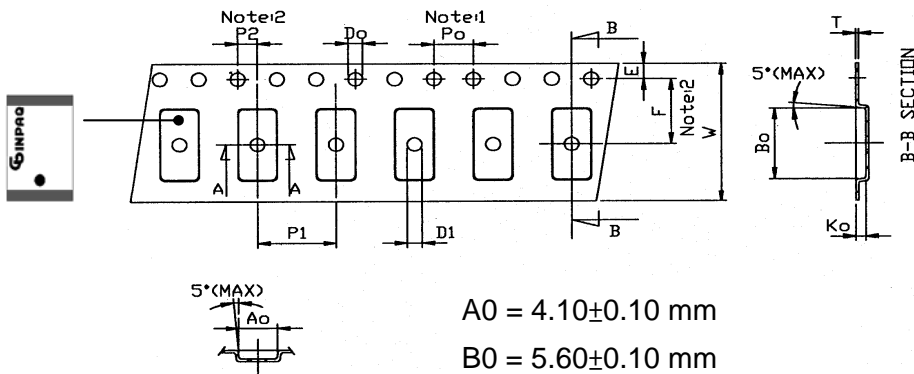 Note:2
P2
Do
Note:1
Po
B
E
F
Note:2
W
T
5°(MAX)
Bo
Ko
B-B SECTION
INPAQ
A
A
P1
D1
B
5°(MAX)
Ao
A0 = 4.10±0.10 mm
B0 = 5.60±0.10 mm